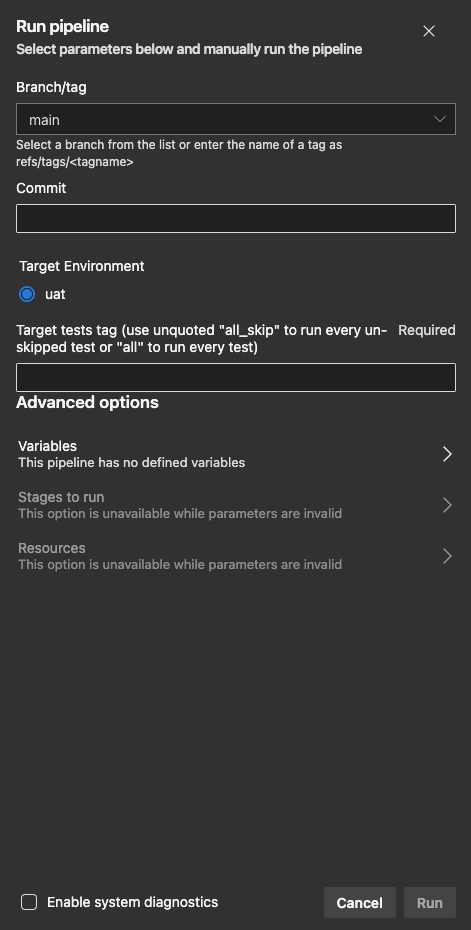 Run pipeline
Select parameters below and manually run the pipeline
Branch/tag
main
Select a branch from the list or enter the name of a tag as
refs/tags/<tagname>
Commit
Target Environment
uat
Target tests tag (use unquoted "all_skip" to run every un-
skipped test or "all" to run every test)
Required
Advanced options
Variables
This pipeline has no defined variables
Stages to run
This option is unavailable while parameters are invalid
Resources
This option is unavailable while parameters are invalid
Enable system diagnostics
Cancel
Run